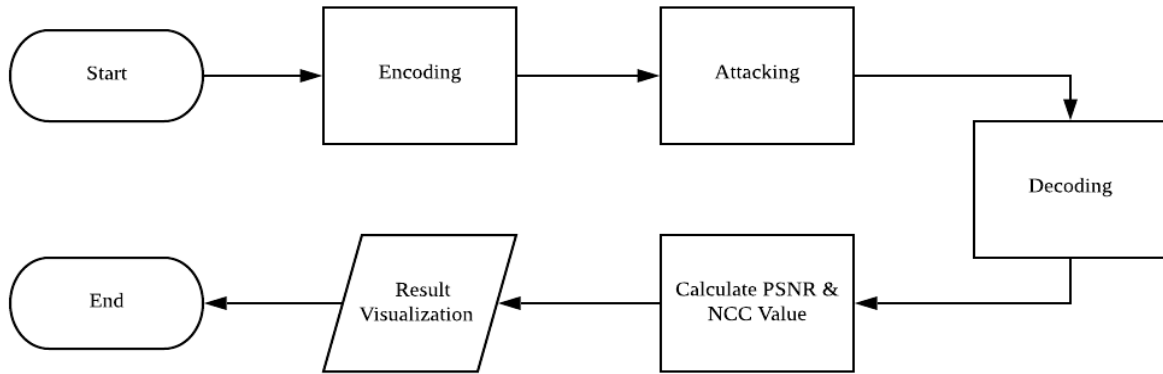 Start
Encoding
Attacking
Decoding
Calculate PSNR &
NCC Value
Result
Visualization
End